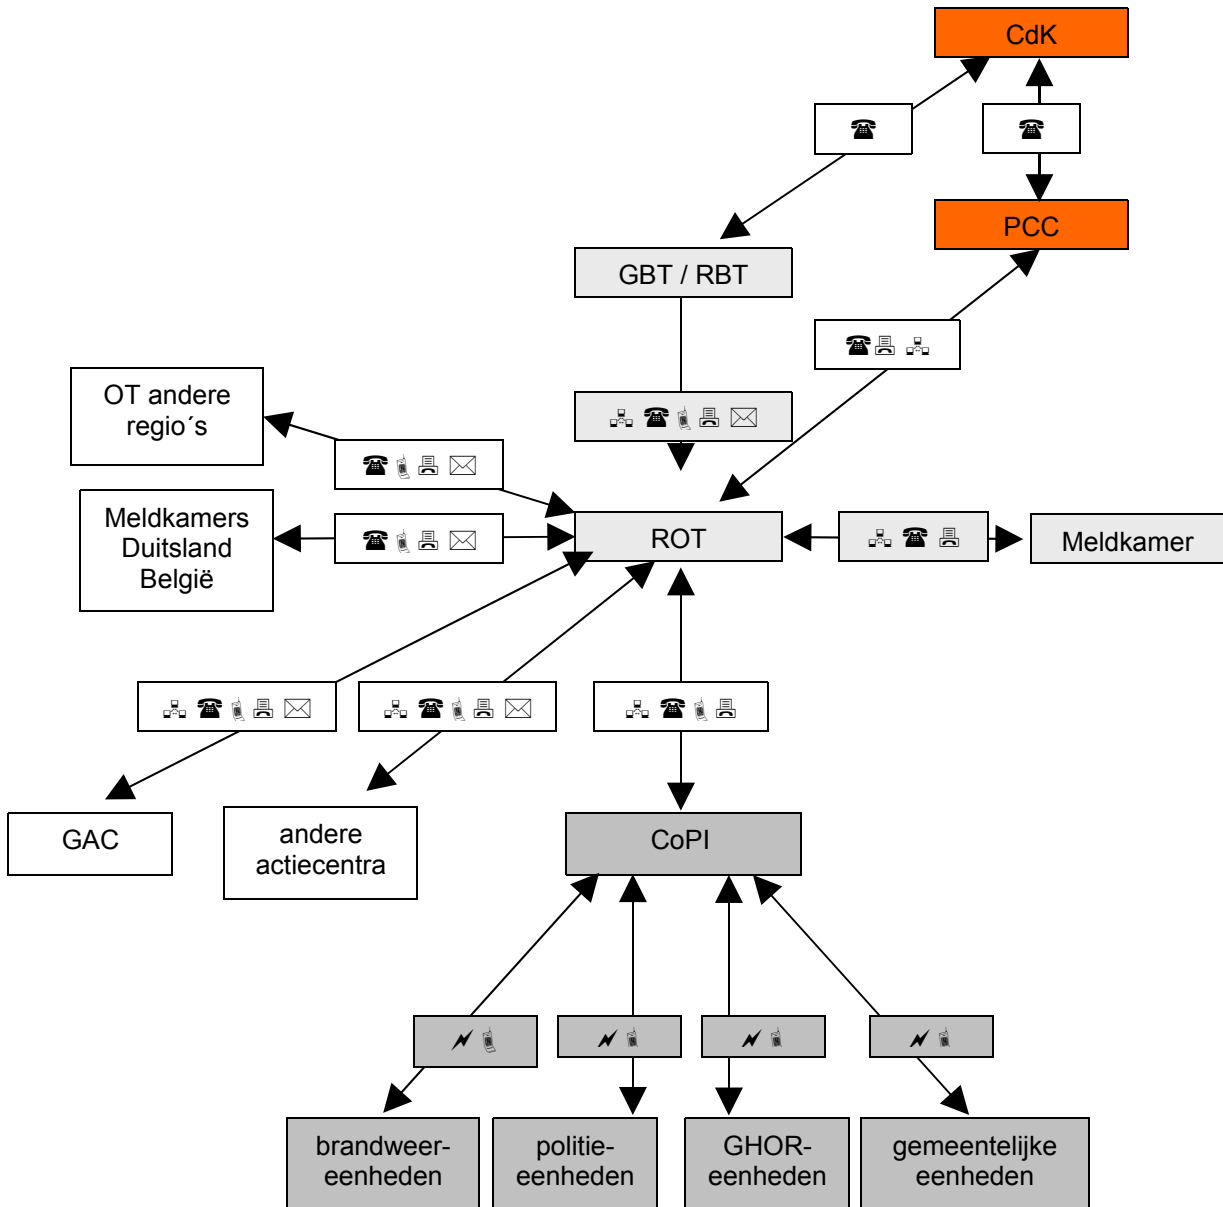 CdK
PCC
GBT / RBT
OT andere
regio´s
Meldkamers
Duitsland
België
ROT
Meldkamer
GAC
andere
actiecentra
CoPI
brandweer-
eenheden
politie-
eenheden
GHOR-
eenheden
gemeentelijke
eenheden